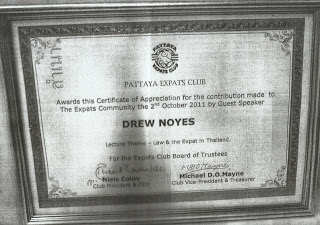 PATTAYA EXPATS CLUB
Awards this Certificate of Appreciation for the contribution made to
The Expats Community the 2nd October 2011 by Guest Speaker
DREW NOYES
Lecture Theme – Law & the Expat in Thailand.
For the Expats Club Board of Trustees
Niels Colov
Club President & CEO
Michael D.O.Mayne
Club Vice-President & Treasurer